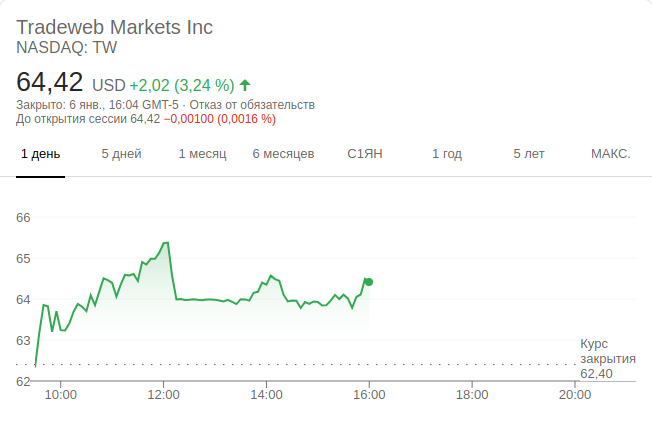 Tradeweb Markets Inc
NASDAQ: TW
64,42 USD +2,02 (3,24 %)
Закрыто: 6 янв., 16:04 GMT-5 · Отказ от обязательств
До открытия сессии 64,42 −0,00100 (0,0016 %)
1 день 5 дней 1 месяц 6 месяцев С1ЯН 1 год 5 лет МАКС.
66
65
64
63
Курс
закрытия
62,40
62
10:00 12:00 14:00 16:00 18:00 20:00